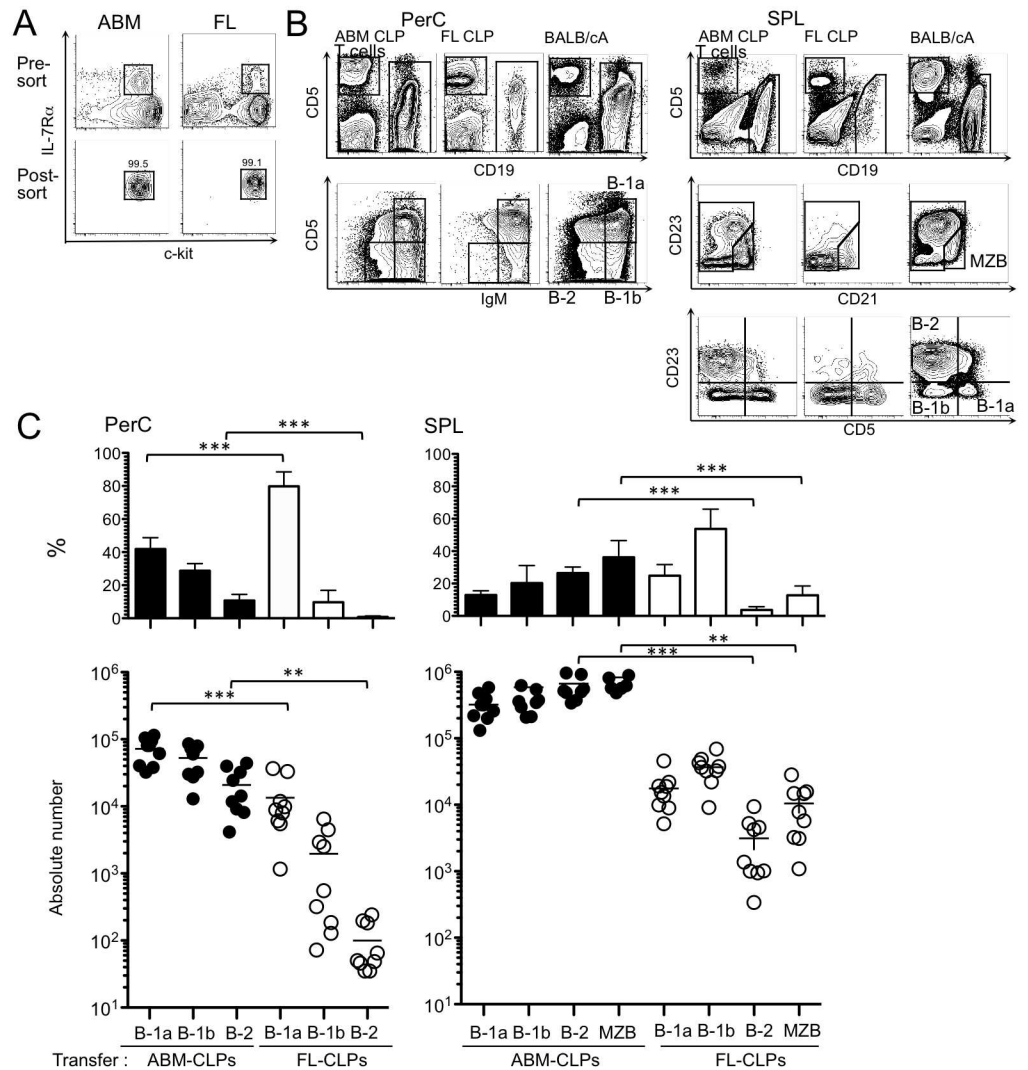 A
ABM FL
Pre-
sort
IL-7Rα
Post-
sort
99.5 99.1
c-kit
B
PerC
ABM CLP FL CLP BALB/cA
T cells
CD5
CD19
B-1a
CD5
IgM
B-2 B-1b
SPL
ABM CLP FL CLP BALB/cA
T cells
CD5
CD19
CD23
MZB
CD21
B-2
CD23
B-1b B-1a
CD5
C
PerC
***
***
100
80
60
40
20
0
%
SPL
***
***
100
80
60
40
20
0
**
***
10⁶
10⁵
10⁴
10³
10²
10¹
Absolute number
**
***
10⁶
10⁵
10⁴
10³
10²
10¹
B-1a B-1b B-2 B-1a B-1b B-2
Transfer : ABM-CLPs FL-CLPs
B-1a B-1b B-2 MZB B-1a B-1b B-2 MZB
ABM-CLPs FL-CLPs